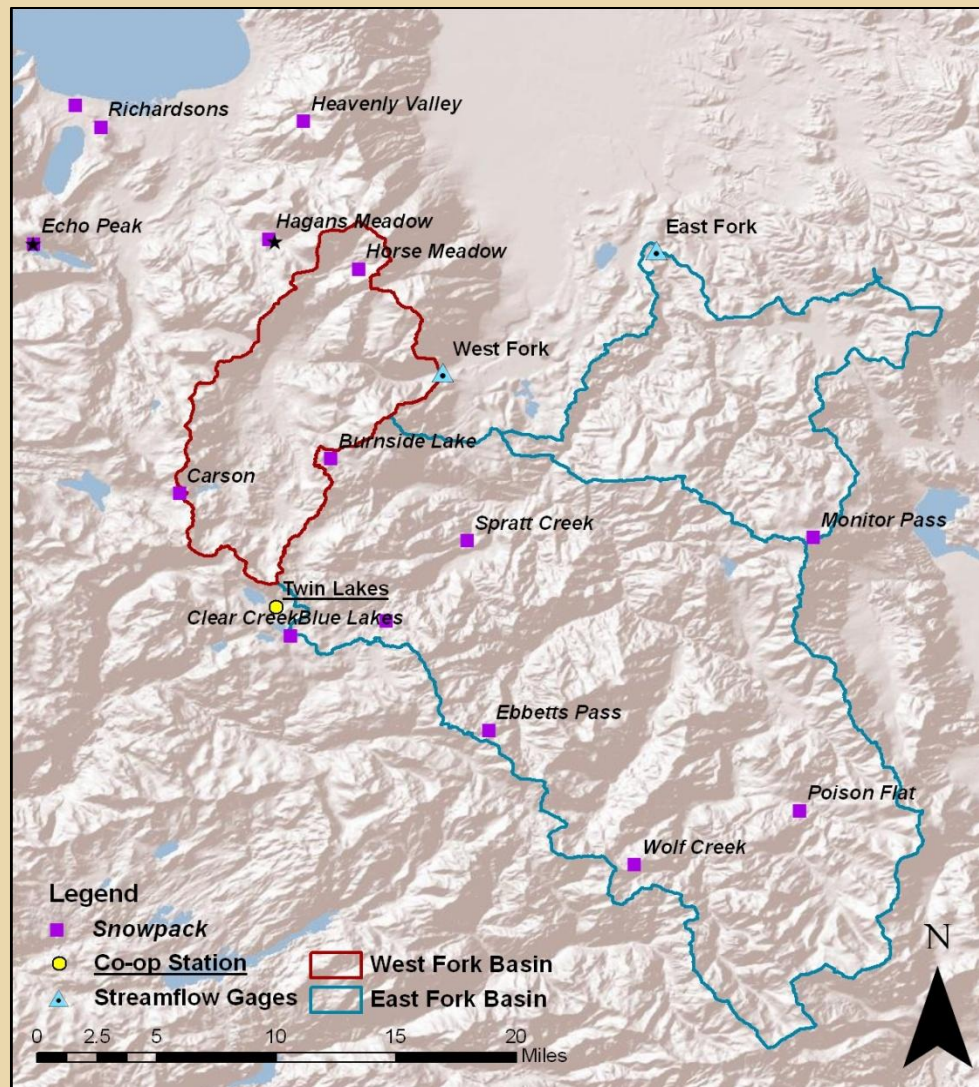 Richardsons
Heavenly Valley
Echo Peak
Hagans Meadow
Horse Meadow
East Fork
West Fork
Burnside Lake
Carson
Spratt Creek
Monitor Pass
Twin Lakes
Clear Creek Blue Lakes
Ebbetts Pass
Poison Flat
Wolf Creek
Legend
Snowpack
Co-op Station
Streamflow Gages
West Fork Basin
East Fork Basin
N
0 2.5 5 10 15 20
Miles